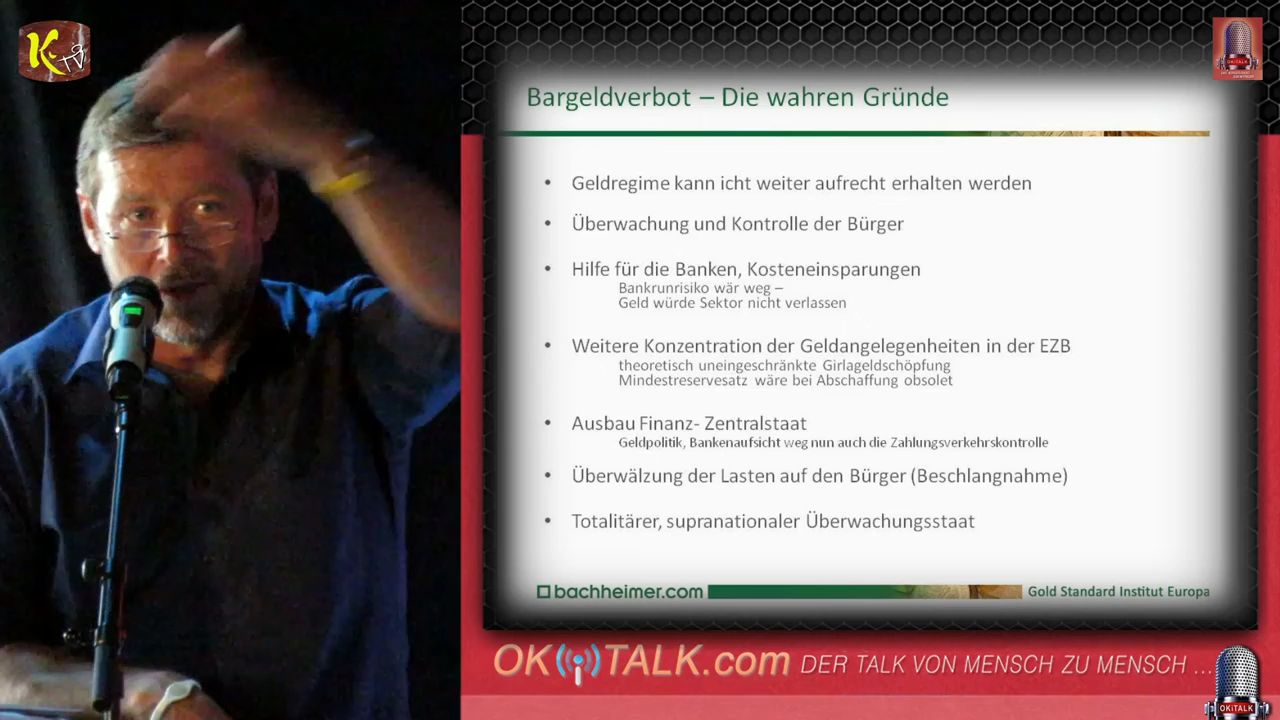 K TV
OKiTALK
Bargeldverbot – Die wahren Gründe
• Geldregime kann icht weiter aufrecht erhalten werden
• Überwachung und Kontrolle der Bürger
• Hilfe für die Banken, Kosteneinsparungen
Bankrunrisiko wär weg –
Geld würde Sektor nicht verlassen
• Weitere Konzentration der Geldangelegenheiten in der EZB
theoretisch uneingeschränkte Girlageldschöpfung
Mindestreservesatz wäre bei Abschaffung obsolet
• Ausbau Finanz- Zentralstaat
Geldpolitik, Bankenaufsicht weg nun auch die Zahlungsverkehrskontrolle
• Überwälzung der Lasten auf den Bürger (Beschlangnahme)
• Totalitärer, supranationaler Überwachungsstaat
bachheimer.com
Gold Standard Institut Europa
OKiTALK.com DER TALK VON MENSCH ZU MENSCH ...
OKiTALK